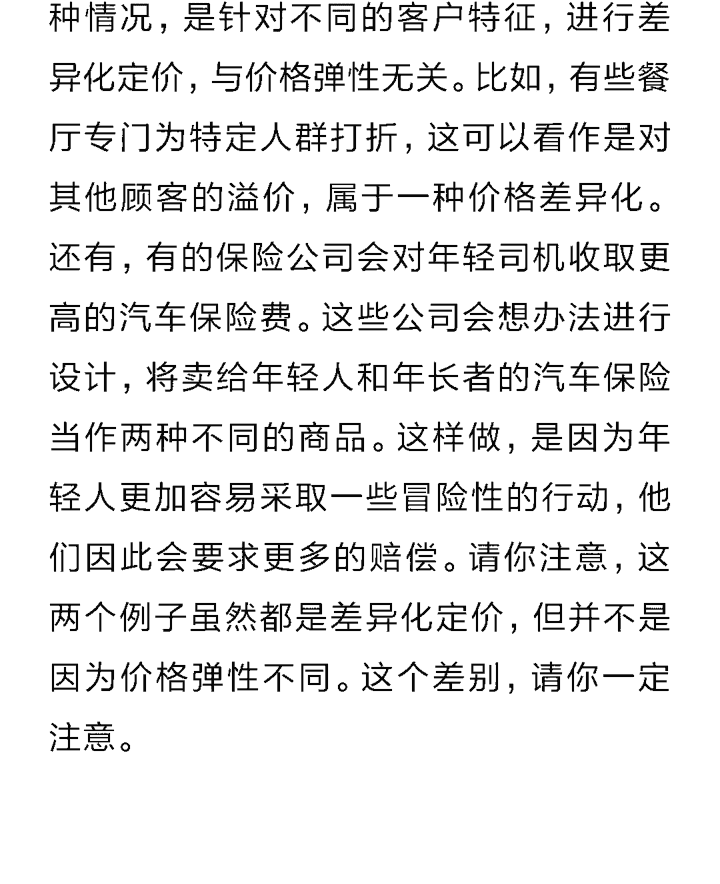 种情况，是针对不同的客户特征，进行差
异化定价，与价格弹性无关。比如，有些餐
厅专门为特定人群打折，这可以看作是对
其他顾客的溢价，属于一种价格差异化。
还有，有的保险公司会对年轻司机收取更
高的汽车保险费。这些公司会想办法进行
设计，将卖给年轻人和年长者的汽车保险
当作两种不同的商品。这样做，是因为年
轻人更加容易采取一些冒险性的行动，他
们因此会要求更多的赔偿。请你注意，这
两个例子虽然都是差异化定价，但并不是
因为价格弹性不同。这个差别，请你一定
注意。